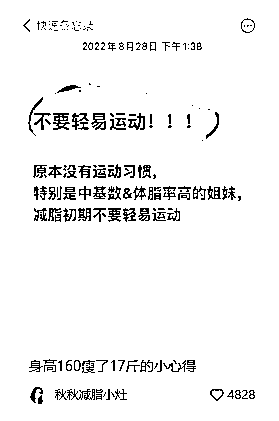 快速备忘录
2022年8月28日 下午1:38
不要轻易运动！！！
原本没有运动习惯，
特别是中基数&体脂率高的姐妹，
减脂初期不要轻易运动
身高160瘦了17斤的小心得
秋秋减脂小灶
4828